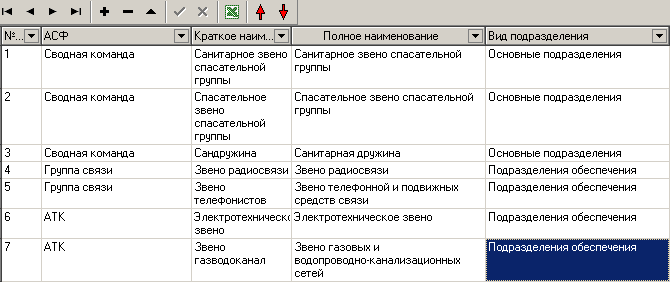 №... АСФ Краткое наим... Полное наименование Вид подразделения
1 Сводная команда Санитарное звено Санитарное звено спасательной Основные подразделения
спасательной группы
группы
2 Сводная команда Спасательное Спасательное звено спасательной Основные подразделения
звено группы
спасательной
группы
3 Сводная команда Сандружина Санитарная дружина Основные подразделения
4 Группа связи Звено радиосвязи Звено радиосвязи Подразделения обеспечения
5 Группа связи Звено Звено телефонной и подвижных Подразделения обеспечения
телефонистов средств связи
6 АТК Электротехническо Электротехническое звено Подразделения обеспечения
звено
7 АТК Звено Звено газовых и Подразделения обеспечения
газводоканал водопроводно-канализационных
сетей